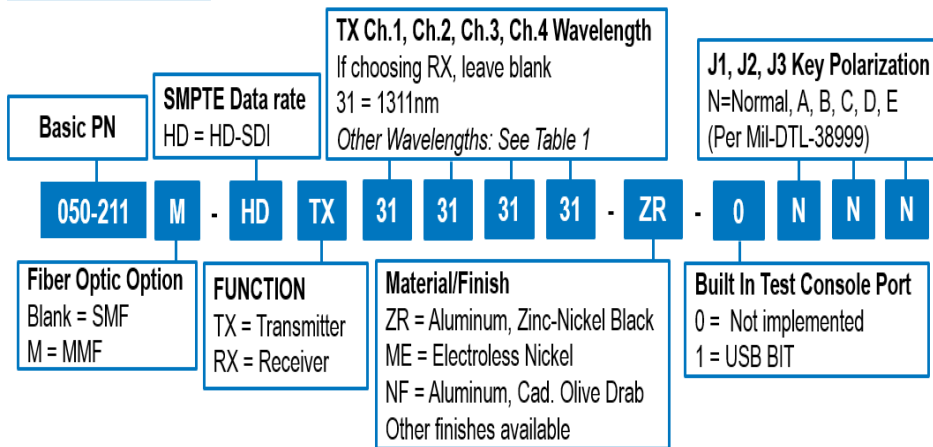 TX Ch.1, Ch.2, Ch.3, Ch.4 Wavelength
If choosing RX, leave blank
31 = 1311nm
Other Wavelengths: See Table 1
J1, J2, J3 Key Polarization
N=Normal, A, B, C, D, E
(Per Mil-DTL-38999)
SMPTE Data rate
HD = HD-SDI
Basic PN
050-211 M - HD TX 31 31 31 31 - ZR - 0 N N N
Fiber Optic Option
Blank = SMF
M = MMF
FUNCTION
TX = Transmitter
RX = Receiver
Material/Finish
ZR = Aluminum, Zinc-Nickel Black
ME = Electroless Nickel
NF = Aluminum, Cad. Olive Drab
Other finishes available
Built In Test Console Port
0 = Not implemented
1 = USB BIT